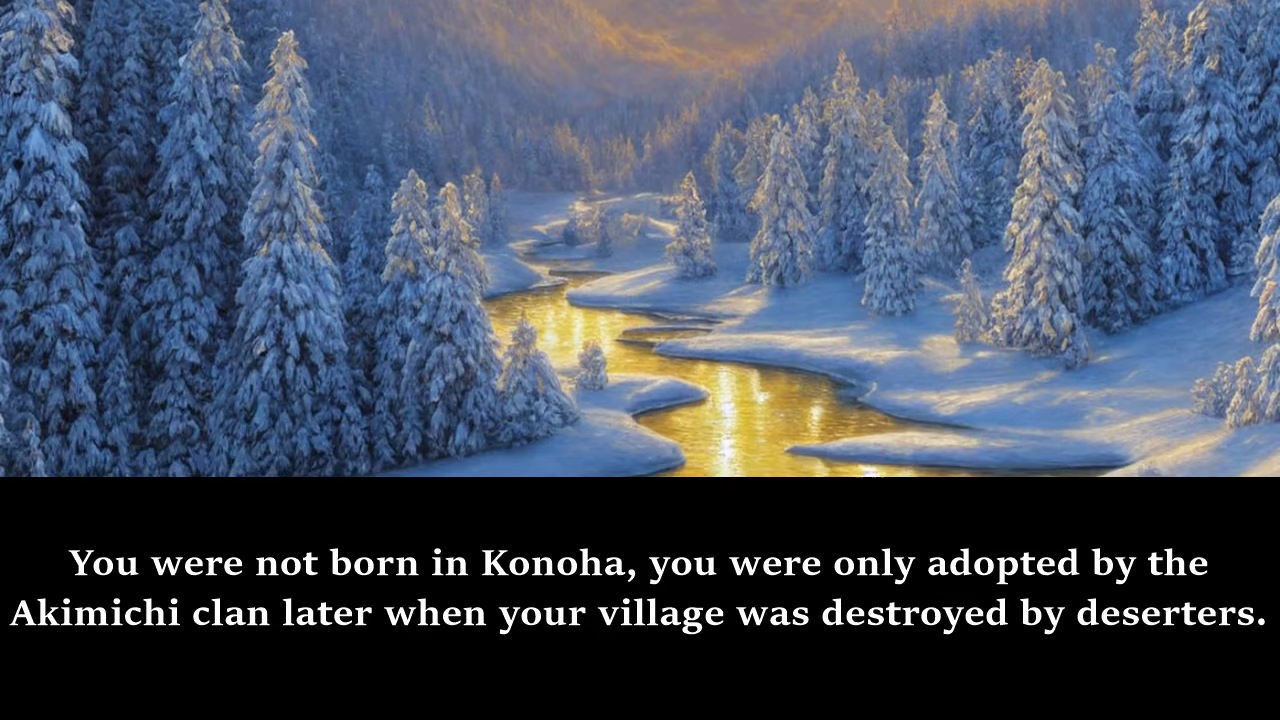 You were not born in Konoha, you were only adopted by the
Akimichi clan later when your village was destroyed by deserters.